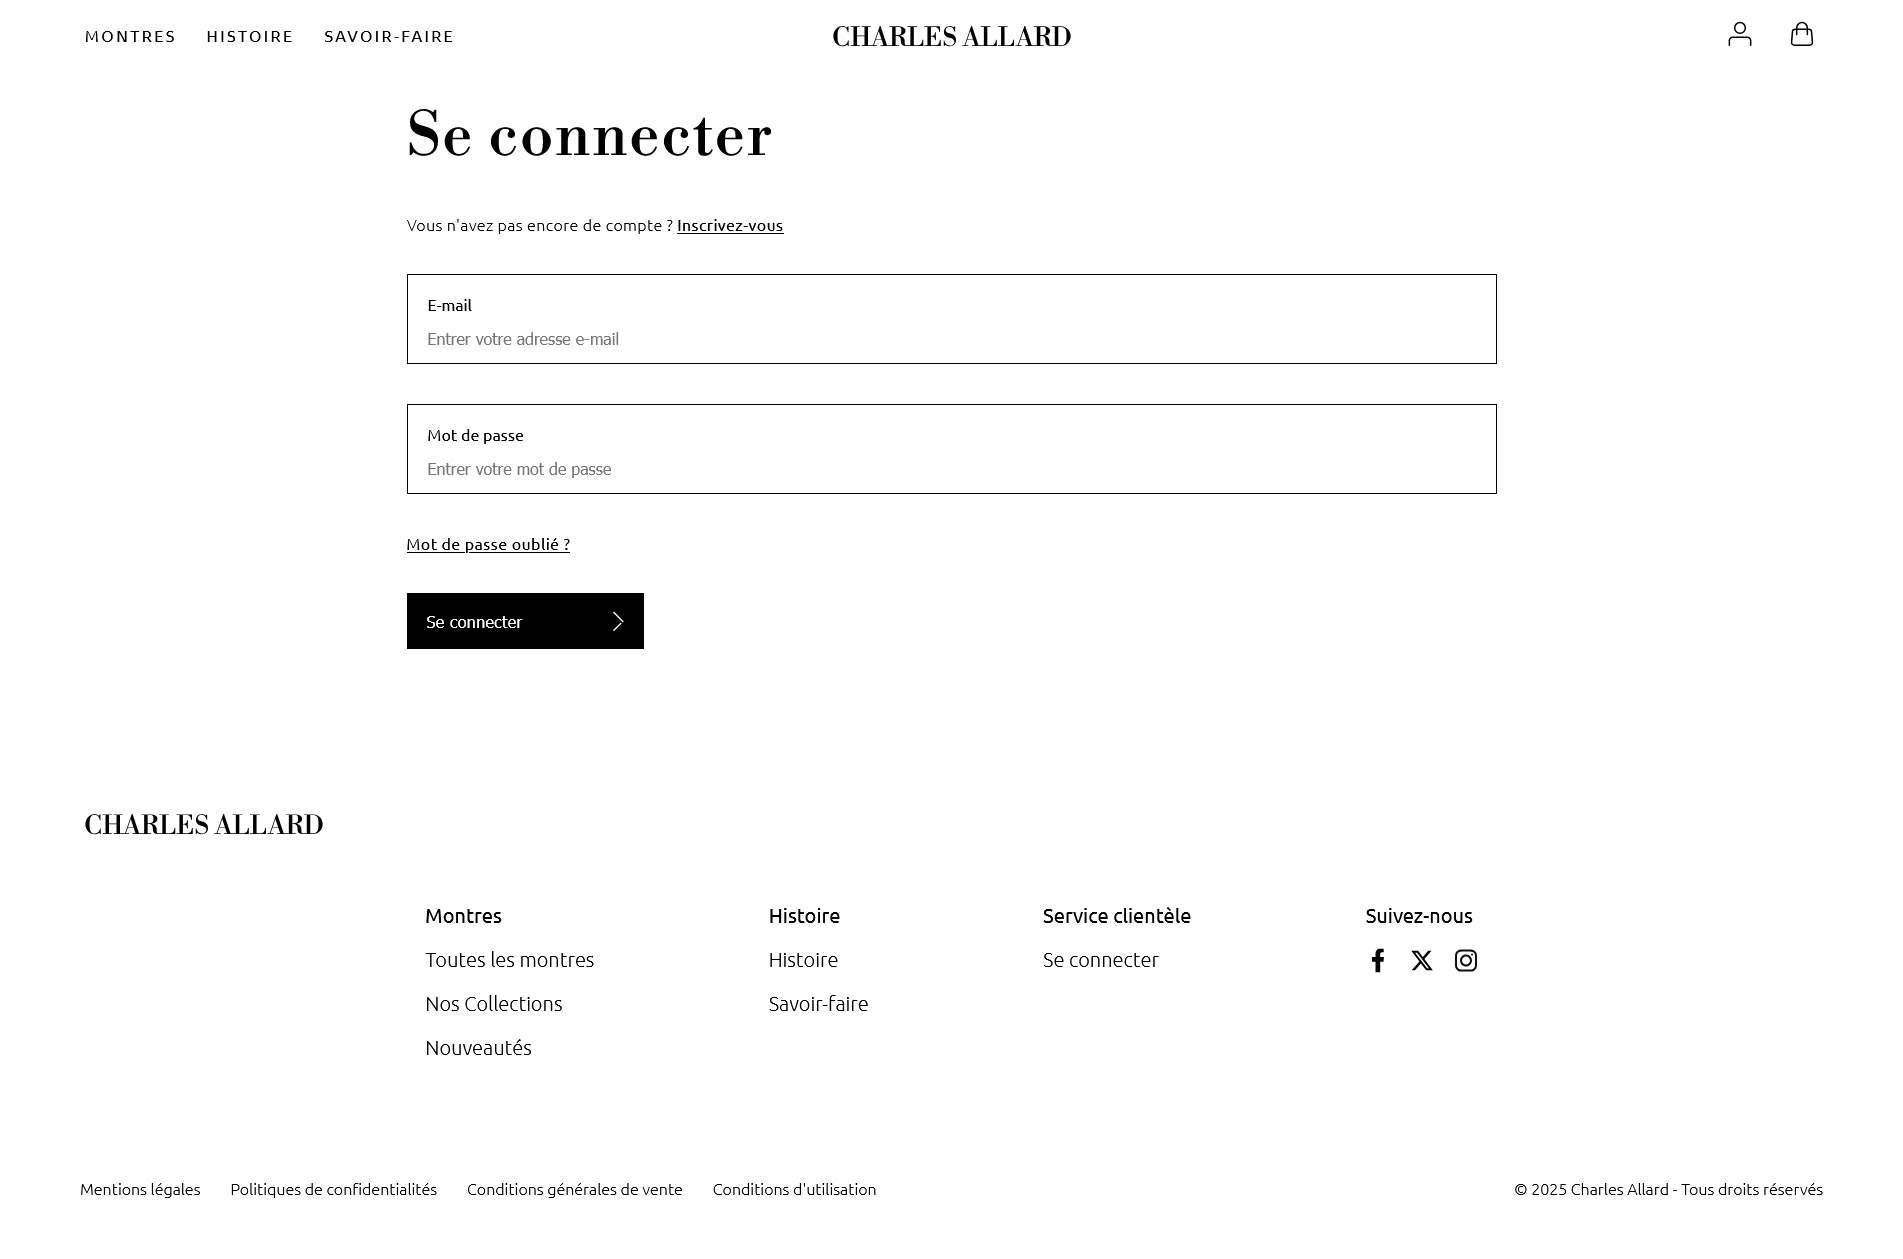 MONTRES HISTOIRE SAVOIR-FAIRE CHARLES ALLARD
Se connecter
Vous n'avez pas encore de compte ? Inscrivez-vous
E-mail
Entrer votre adresse e-mail
Mot de passe
Entrer votre mot de passe
Mot de passe oublié ?
Se connecter
CHARLES ALLARD
Montres Histoire Service clientèle Suivez-nous
Toutes les montres Histoire Se connecter
Nos Collections Savoir-faire
Nouveautés
Mentions légales Politiques de confidentialités Conditions générales de vente Conditions d'utilisation © 2025 Charles Allard - Tous droits réservés